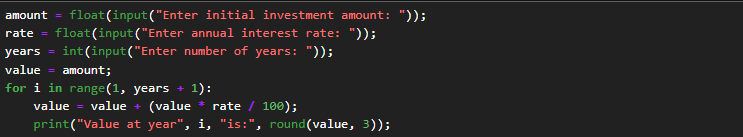 amount = float(input("Enter initial investment amount: "));
rate = float(input("Enter annual interest rate: "));
years = int(input("Enter number of years: "));
value = amount;
for i in range(1, years + 1):
    value = value + (value * rate / 100);
    print("Value at year", i, "is:", round(value, 3));